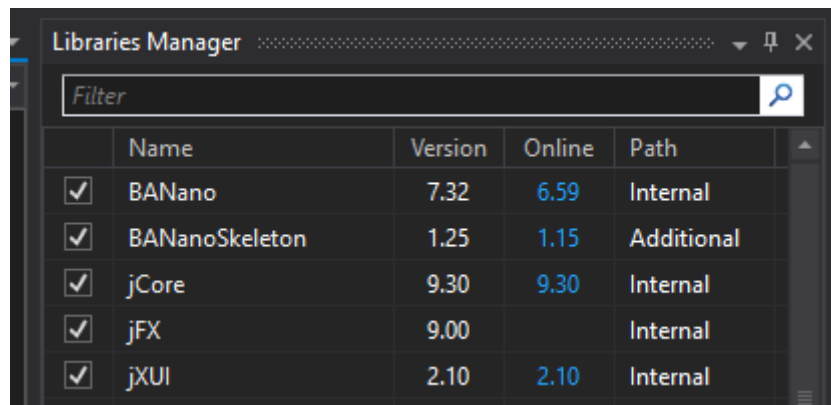 Libraries Manager
Filter
Name Version Online Path
BANano 7.32 6.59 Internal
BANanoSkeleton 1.25 1.15 Additional
jCore 9.30 9.30 Internal
jFX 9.00 Internal
jXUI 2.10 2.10 Internal